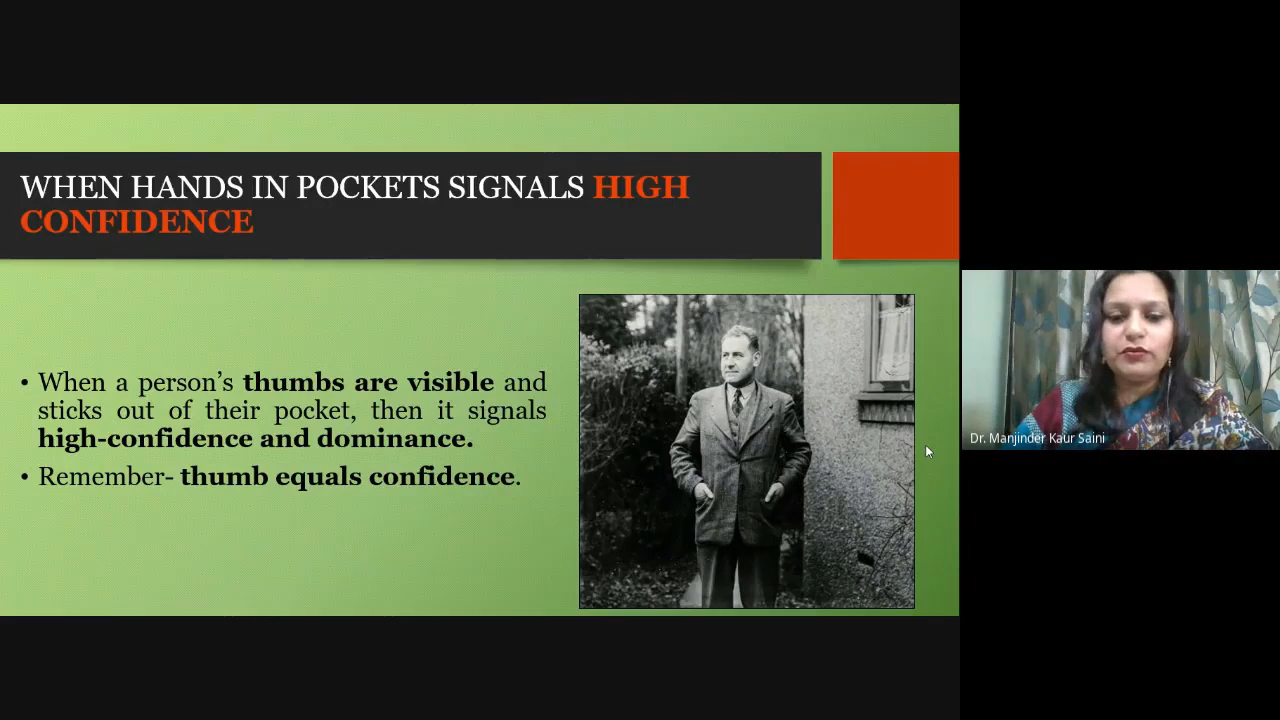 WHEN HANDS IN POCKETS SIGNALS HIGH
CONFIDENCE
• When a person’s thumbs are visible and
sticks out of their pocket, then it signals
high-confidence and dominance.
• Remember- thumb equals confidence.
Dr. Manjinder Kaur Saini